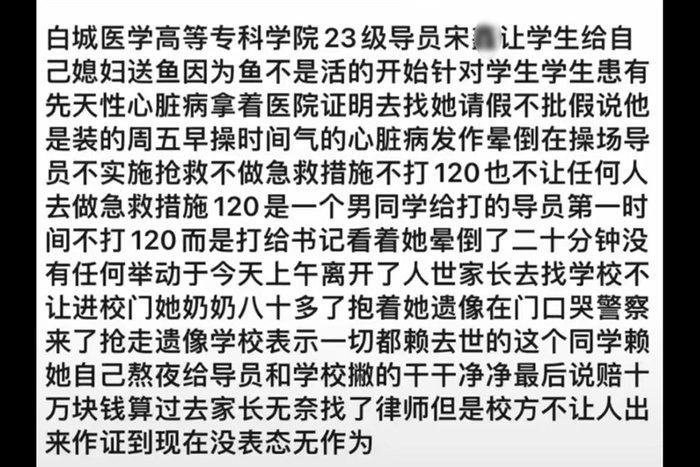 白城医学高等专科学院23级导员宋让学生给自
己媳妇送鱼因为鱼不是活的开始针对学生学生患有
先天性心脏病拿着医院证明去找她请假不批假说他
是装的周五早操时间气的心脏病发作晕倒在操场导
员不实施抢救不做急救措施不打120也不让任何人
去做急救措施120是一个男同学给打的导员第一时
间不打120而是打给书记看着她晕倒了二十分钟没
有任何举动于今天上午离开了人世家长去找学校不
让进校门她奶奶八十多了抱着她遗像在门口哭警察
来了抢走遗像学校表示一切都赖去世的这个同学赖
她自己熬夜给导员和学校撇的干干净净最后说赔十
万块钱算过去家长无奈找了律师但是校方不让人出
来作证到现在没表态无作为